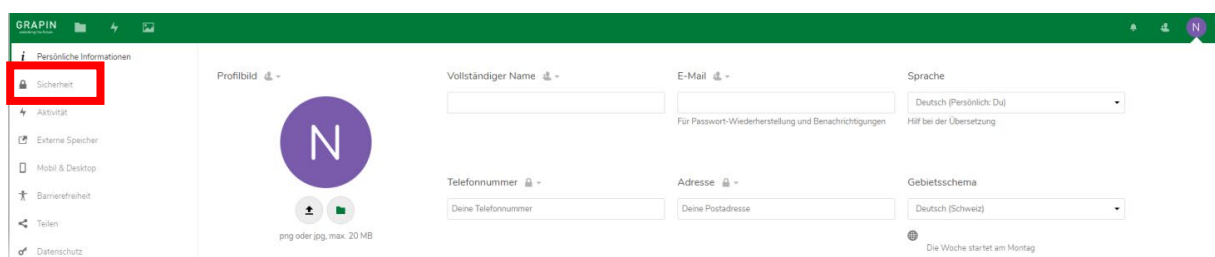 GRAPIN
N
Persönliche Informationen
Sicherheit
Aktivität
Externe Speicher
Mobil & Desktop
Barrierefreiheit
Teilen
Datenschutz
Profilbild
N
png oder jpg, max. 20 MB
Vollständiger Name
E-Mail
Für Passwort-Wiederherstellung und Benachrichtigungen
Sprache
Deutsch (Persönlich: Du)
Hilf bei der Übersetzung
Telefonnummer
Deine Telefonnummer
Adresse
Deine Postadresse
Gebietsschema
Deutsch (Schweiz)
Die Woche startet am Montag